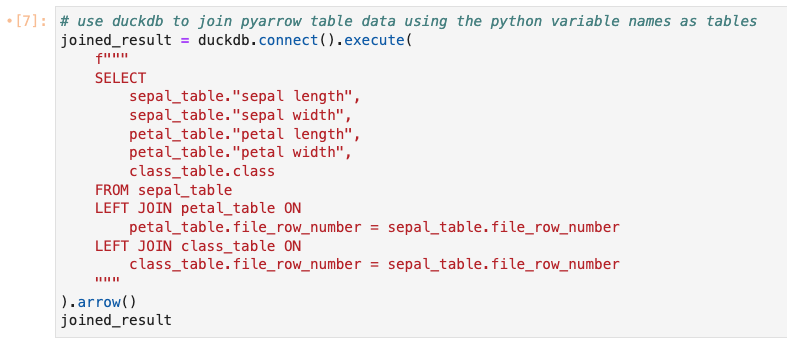 •[7]: # use duckdb to join pyarrow table data using the python variable names as tables
joined_result = duckdb.connect().execute(
    f"""
    SELECT
        sepal_table."sepal length",
        sepal_table."sepal width",
        petal_table."petal length",
        petal_table."petal width",
        class_table.class
    FROM sepal_table
    LEFT JOIN petal_table ON
        petal_table.file_row_number = sepal_table.file_row_number
    LEFT JOIN class_table ON
        class_table.file_row_number = sepal_table.file_row_number
    """
).arrow()
joined_result